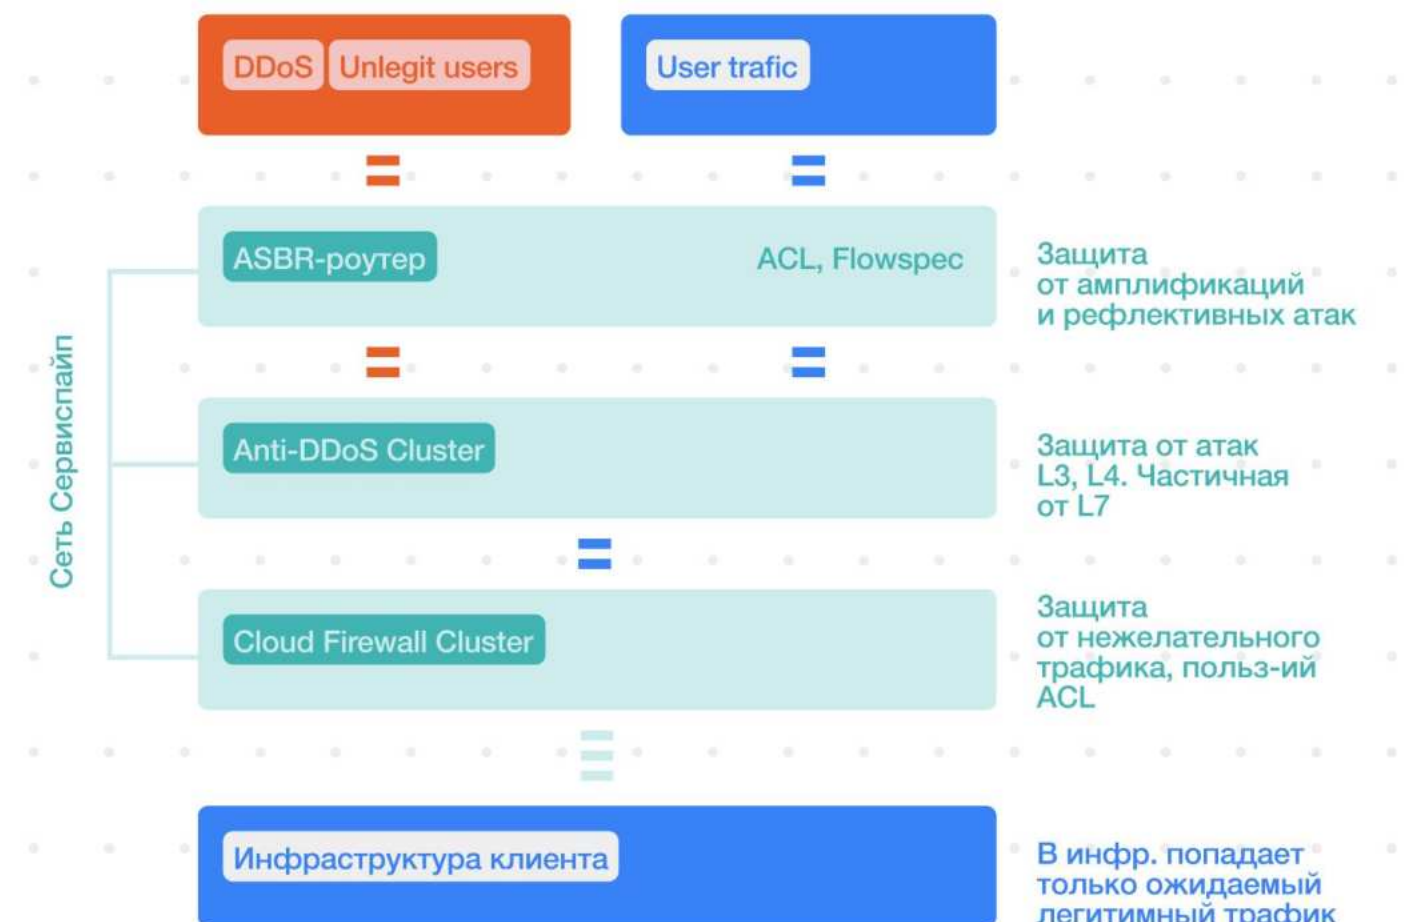 DDoS Unlegit users
User trafic
ASBR-роутер
ACL, Flowspec
Защита
от амплификаций
и рефлективных атак
Сеть Сервиспайп
Anti-DDoS Cluster
Защита от атак
L3, L4. Частичная
от L7
Cloud Firewall Cluster
Защита
от нежелательного
трафика, польз-ий
ACL
Инфраструктура клиента
В инфр. попадает
только ожидаемый
легитимный трафик